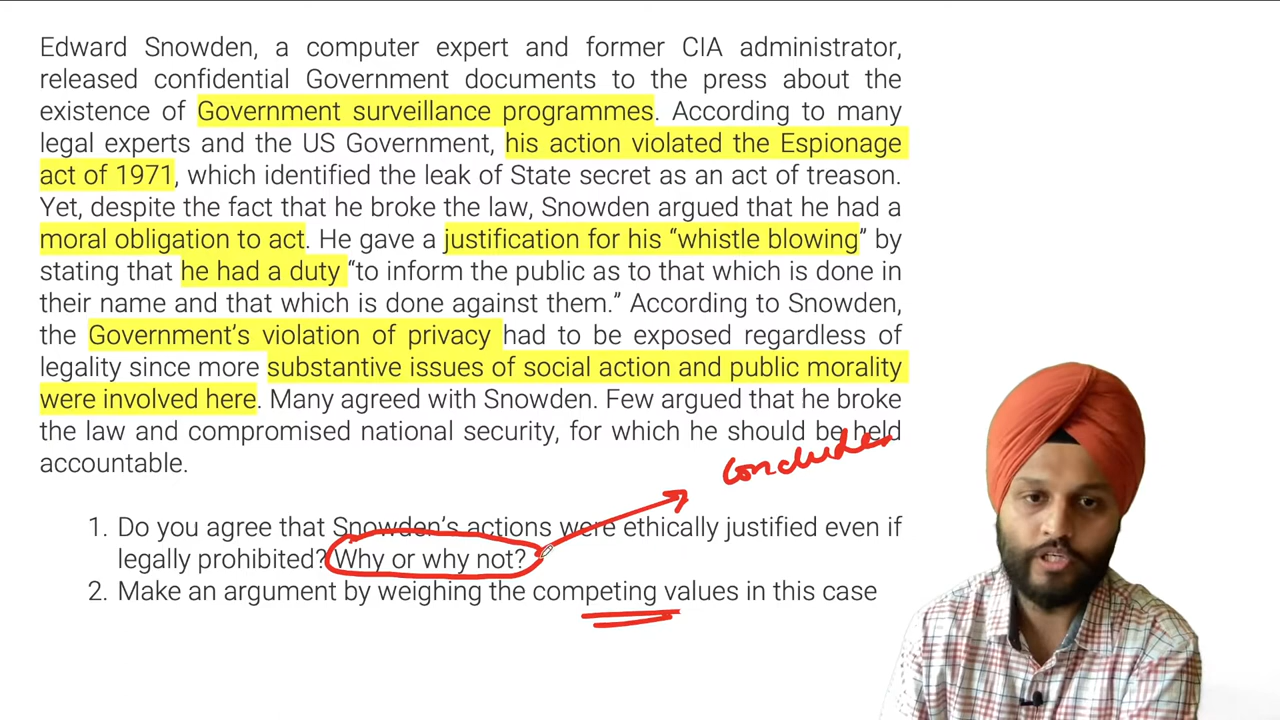 Edward Snowden, a computer expert and former CIA administrator,
released confidential Government documents to the press about the
existence of Government surveillance programmes. According to many
legal experts and the US Government, his action violated the Espionage
act of 1971, which identified the leak of State secret as an act of treason.
Yet, despite the fact that he broke the law, Snowden argued that he had a
moral obligation to act. He gave a justification for his “whistle blowing” by
stating that he had a duty “to inform the public as to that which is done in
their name and that which is done against them.” According to Snowden,
the Government’s violation of privacy had to be exposed regardless of
legality since more substantive issues of social action and public morality
were involved here. Many agreed with Snowden. Few argued that he broke
the law and compromised national security, for which he should be held
accountable.
conclude
1. Do you agree that Snowden’s actions were ethically justified even if
legally prohibited? Why or why not?
2. Make an argument by weighing the competing values in this case